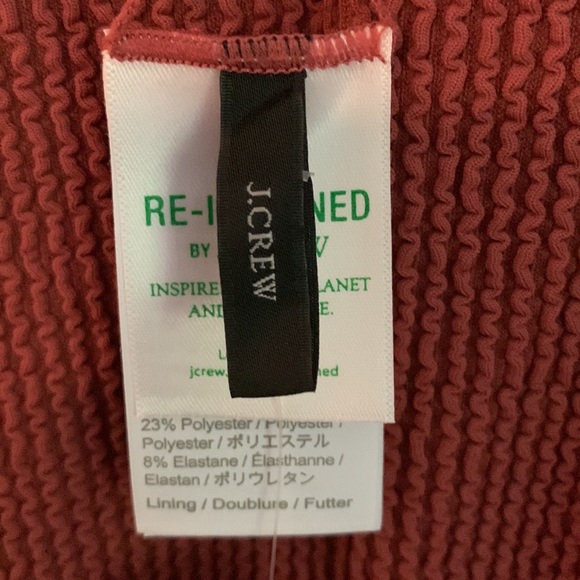 J.CREW
RE-I NED
BY W
INSPIRE LANET
AND E.
L
jcrew. ned
23% Polyester / Polyester /
Polyester / ポリエステル
8% Elastane / Élasthanne /
Elastan / ポリウレタン
Lining / Doublure / Futter